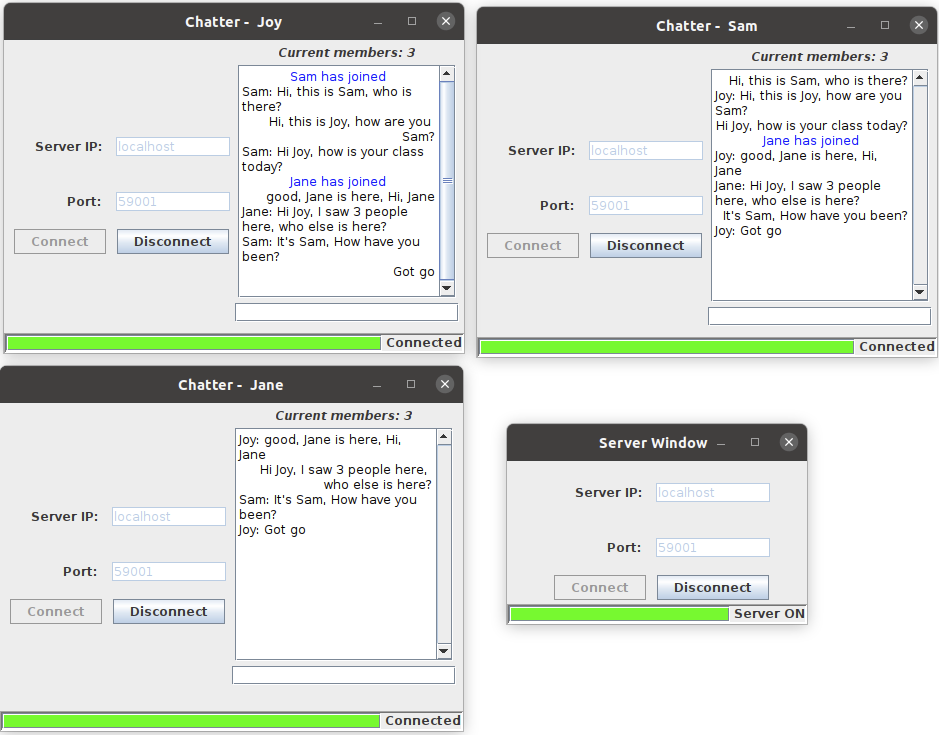 Chatter -  Joy
Current members: 3
Sam has joined
Sam: Hi, this is Sam, who is
there?
Hi, this is Joy, how are you
Sam?
Sam: Hi Joy, how is your class
today?
Jane has joined
good, Jane is here, Hi, Jane
Jane: Hi Joy, I saw 3 people
here, who else is here?
Sam: It's Sam, How have you
been?
Got go
Server IP:
localhost
Port:
59001
Connect
Disconnect
Connected
Chatter -  Sam
Current members: 3
Hi, this is Sam, who is there?
Joy: Hi, this is Joy, how are you
Sam?
Hi Joy, how is your class today?
Jane has joined
Joy: good, Jane is here, Hi,
Jane
Jane: Hi Joy, I saw 3 people
here, who else is here?
It's Sam, How have you been?
Joy: Got go
Server IP:
localhost
Port:
59001
Connect
Disconnect
Connected
Chatter -  Jane
Current members: 3
Joy: good, Jane is here, Hi,
Jane
Hi Joy, I saw 3 people here,
who else is here?
Sam: It's Sam, How have you
been?
Joy: Got go
Server IP:
localhost
Port:
59001
Connect
Disconnect
Connected
Server Window
Server IP:
localhost
Port:
59001
Connect
Disconnect
Server ON